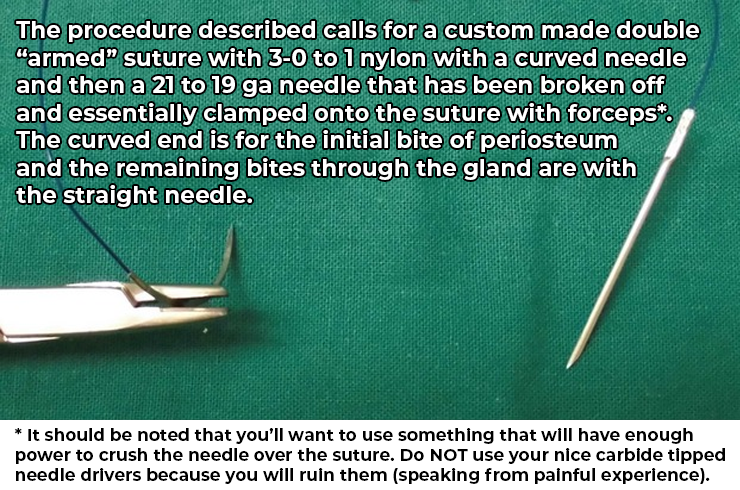 The procedure described calls for a custom made double
“armed” suture with 3-0 to 1 nylon with a curved needle
and then a 21 to 19 ga needle that has been broken off
and essentially clamped onto the suture with forceps*.
The curved end is for the initial bite of periosteum
and the remaining bites through the gland are with
the straight needle.
* It should be noted that you’ll want to use something that will have enough
power to crush the needle over the suture. Do NOT use your nice carbide tipped
needle drivers because you will ruin them (speaking from painful experience).